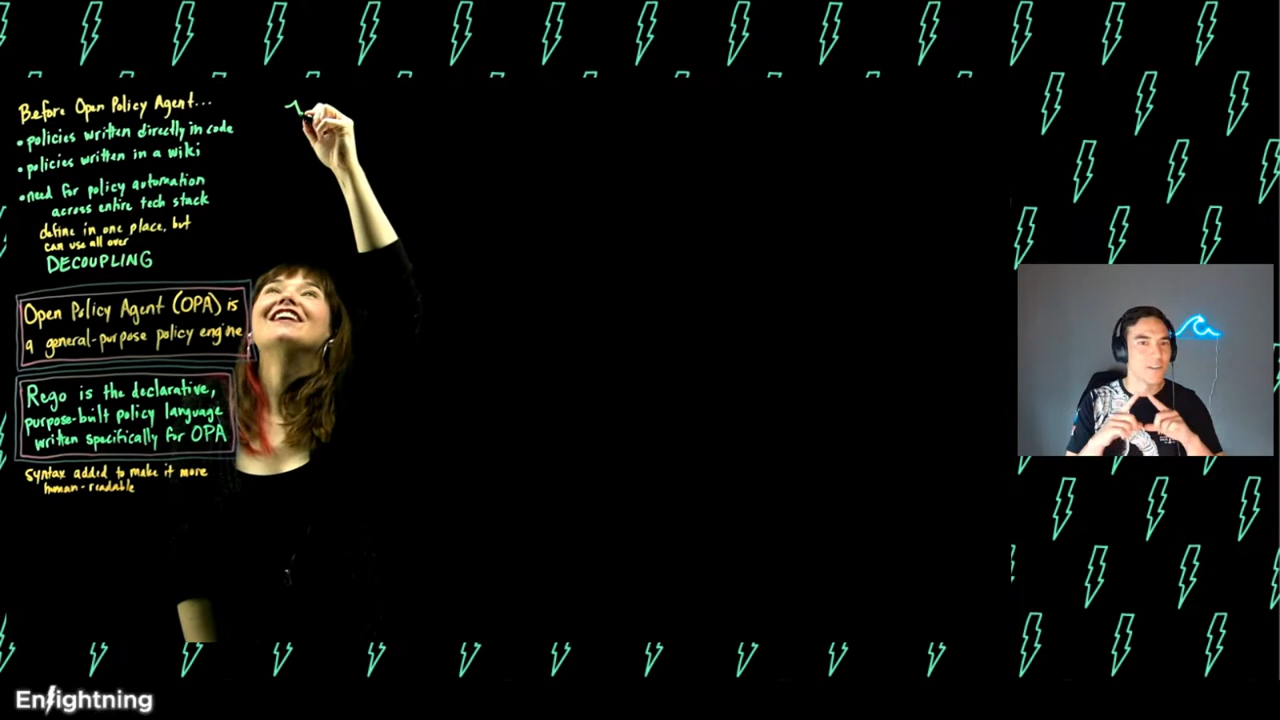 Before Open Policy Agent...
• policies written directly in code
• policies written in a wiki
• need for policy automation
across entire tech stack
define in one place, but
can use all over
DECOUPLING
Open Policy Agent (OPA) is
a general-purpose policy engine
Rego is the declarative,
purpose-built policy language
written specifically for OPA
Syntax added to make it more
human-readable
Enlightning